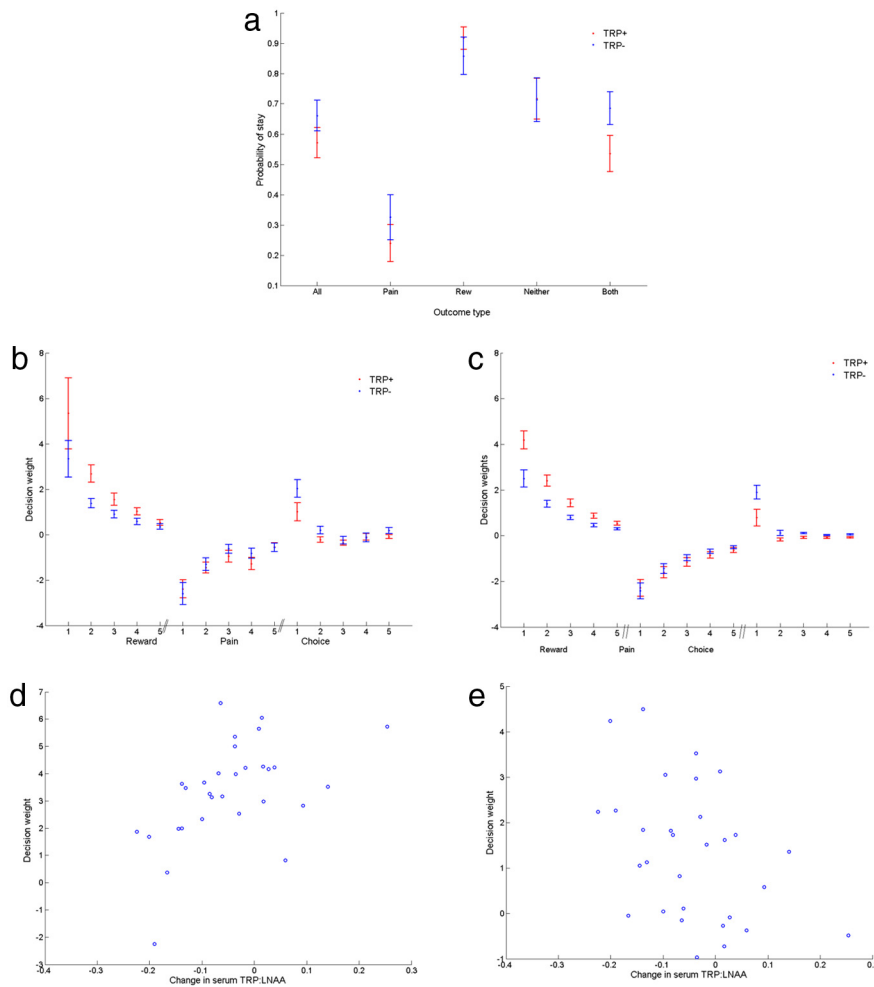 a
1
0.9
0.8
0.7
0.6
0.5
0.4
0.3
0.2
0.1
Probability of stay
TRP+
TRP-
All Pain Rew Neither Both
Outcome type
b
8
6
4
2
0
-2
-4
Decision weight
TRP+
TRP-
1 2 3 4 5 // 1 2 3 4 5 // 1 2 3 4 5
Reward Pain Choice
c
8
6
4
2
0
-2
-4
Decision weights
TRP+
TRP-
1 2 3 4 5 // 1 2 3 4 5 // 1 2 3 4 5
Reward Pain Choice
d
7
6
5
4
3
2
1
0
-1
-2
-3
Decision weight
-0.4 -0.3 -0.2 -0.1 0 0.1 0.2 0.3 0.4
Change in serum TRP:LNAA
e
5
4
3
2
1
0
-1
Decision weight
-0.4 -0.3 -0.2 -0.1 0 0.1 0.2 0.3
Change in serum TRP:LNAA